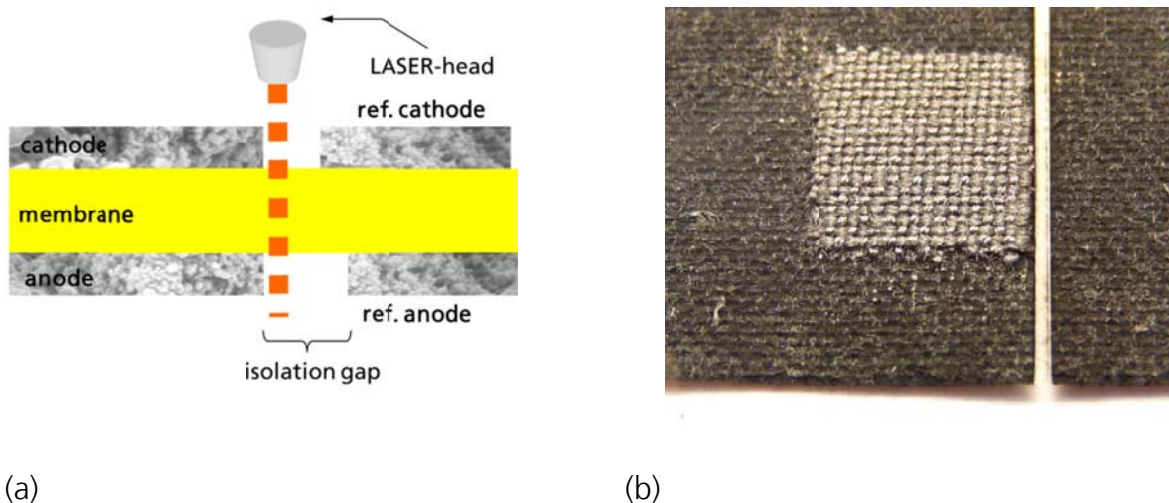 LASER-head
ref. cathode
cathode
membrane
anode
ref. anode
isolation gap
(a)
(b)